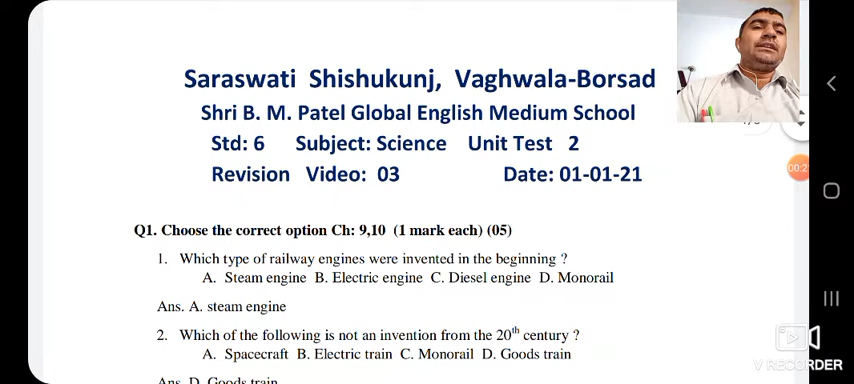 Saraswati Shishukunj, Vaghwala-Borsad
Shri B. M. Patel Global English Medium School
Std: 6 Subject: Science Unit Test 2
Revision Video: 03 Date: 01-01-21
Q1. Choose the correct option Ch: 9,10 (1 mark each) (05)
1. Which type of railway engines were invented in the beginning ?
A. Steam engine B. Electric engine C. Diesel engine D. Monorail
Ans. A. steam engine
2. Which of the following is not an invention from the 20th century ?
A. Spacecraft B. Electric train C. Monorail D. Goods train
Ans. D. Goods train
V RECORDER